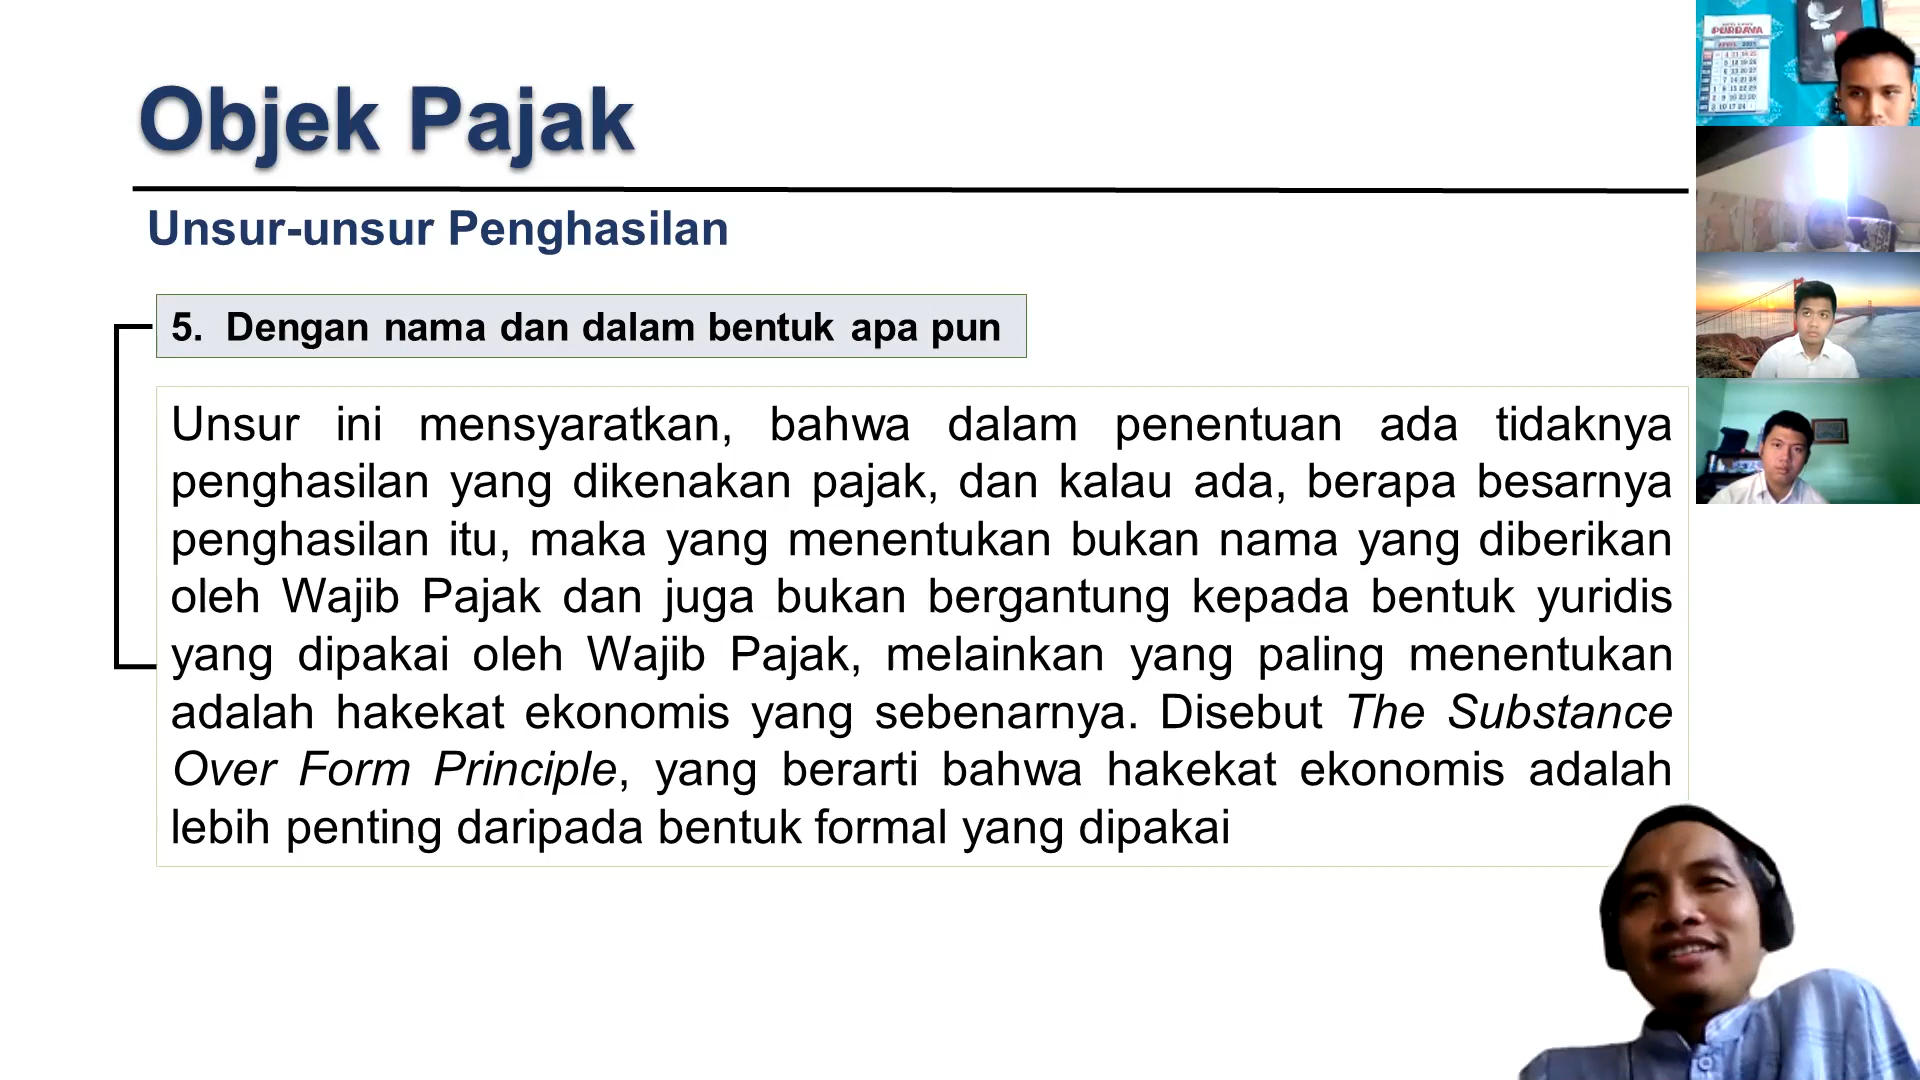 Objek Pajak
Unsur-unsur Penghasilan
5. Dengan nama dan dalam bentuk apa pun
Unsur ini mensyaratkan, bahwa dalam penentuan ada tidaknya
penghasilan yang dikenakan pajak, dan kalau ada, berapa besarnya
penghasilan itu, maka yang menentukan bukan nama yang diberikan
oleh Wajib Pajak dan juga bukan bergantung kepada bentuk yuridis
yang dipakai oleh Wajib Pajak, melainkan yang paling menentukan
adalah hakekat ekonomis yang sebenarnya. Disebut The Substance
Over Form Principle, yang berarti bahwa hakekat ekonomis adalah
lebih penting daripada bentuk formal yang dipakai
PURBAYA